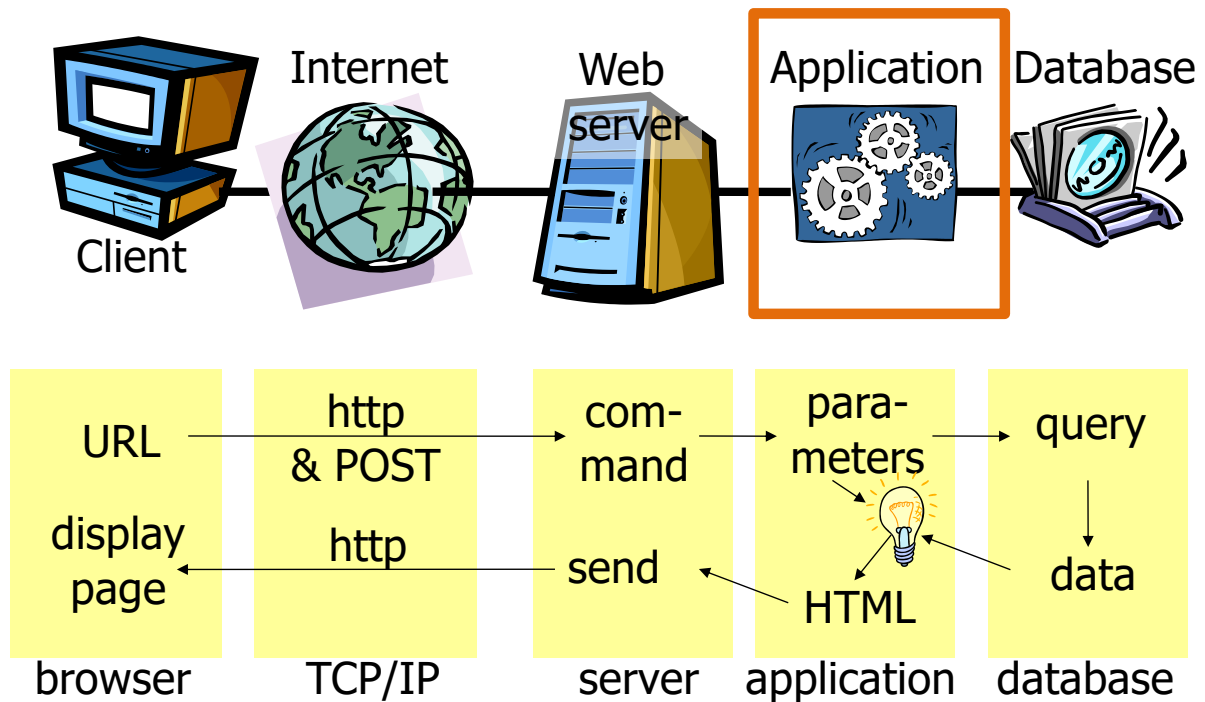 Internet
Web
server
Application
Database
Client
URL
http
& POST
com-
mand
para-
meters
query
display
page
http
send
HTML
data
browser
TCP/IP
server
application
database